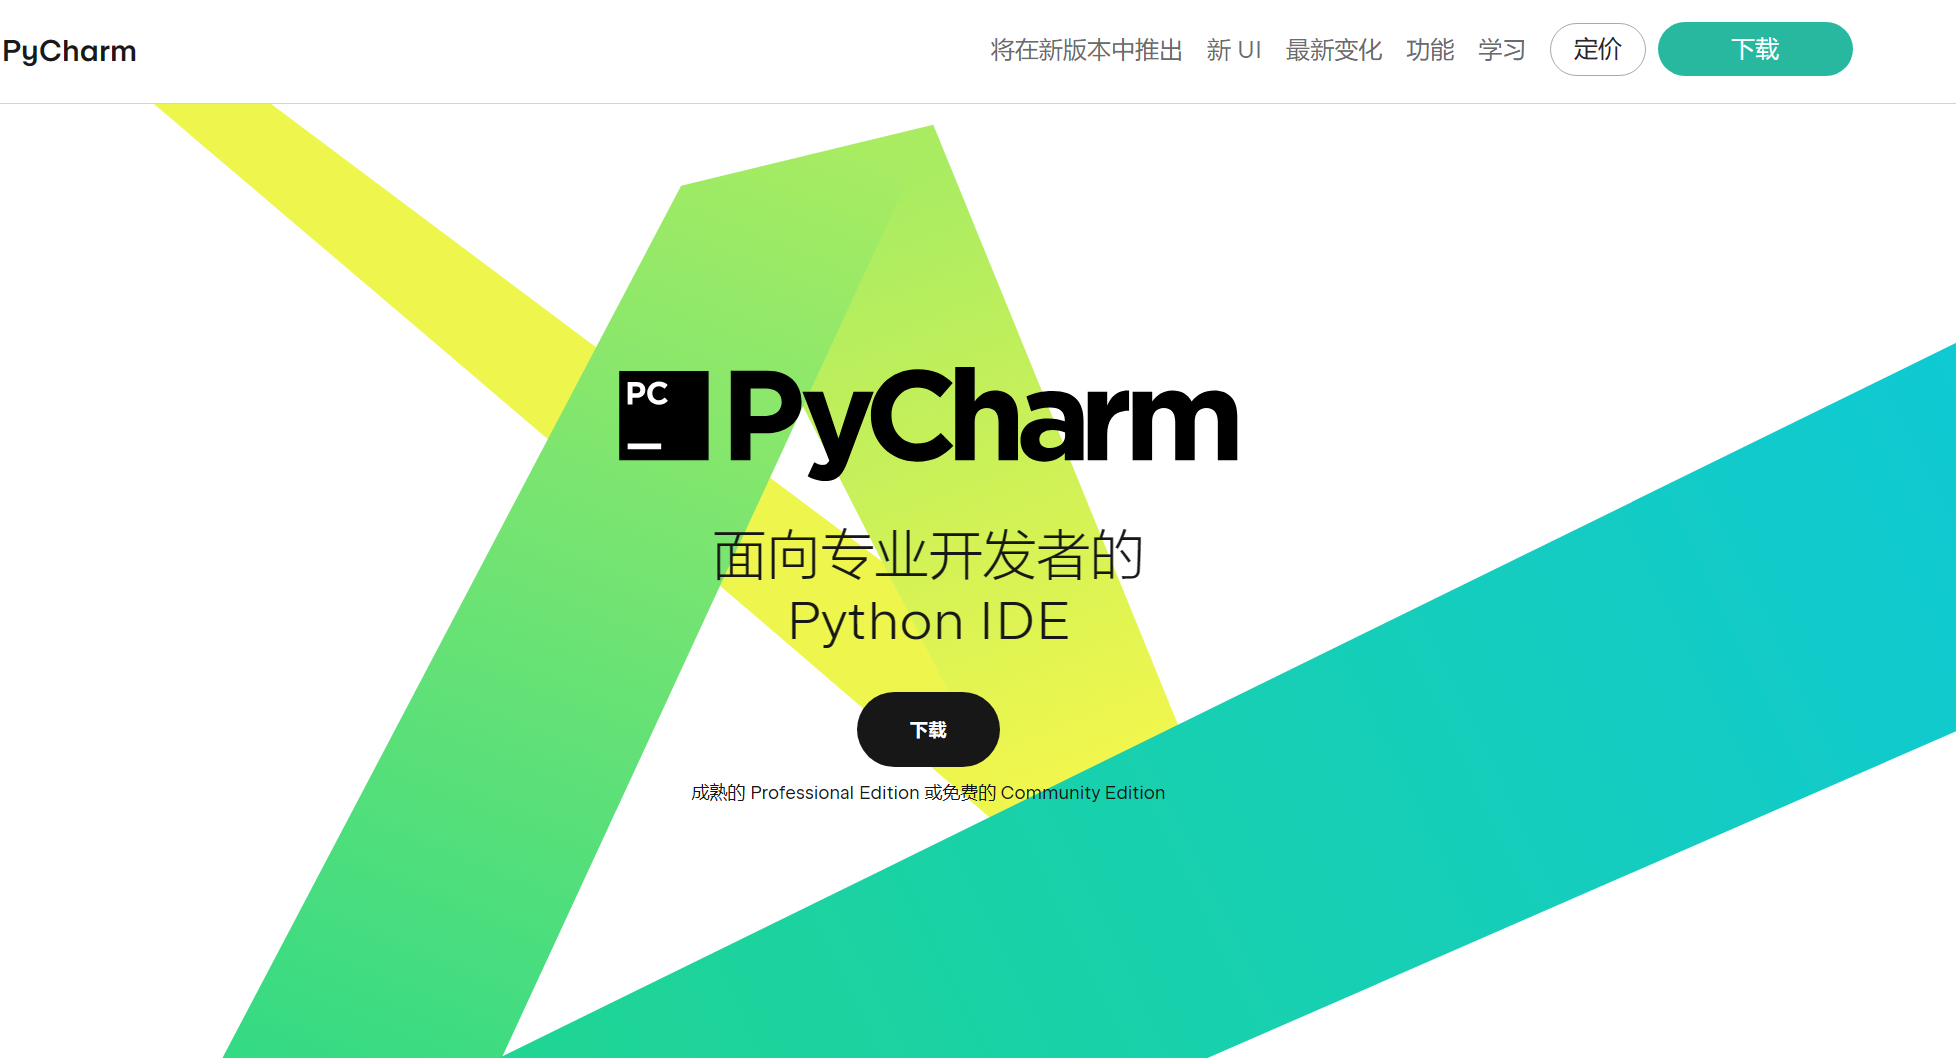 PyCharm
将在新版本中推出 新 UI 最新变化 功能 学习 定价 下载
PC
PyCharm
面向专业开发者的
Python IDE
下载
成熟的 Professional Edition 或免费的 Community Edition